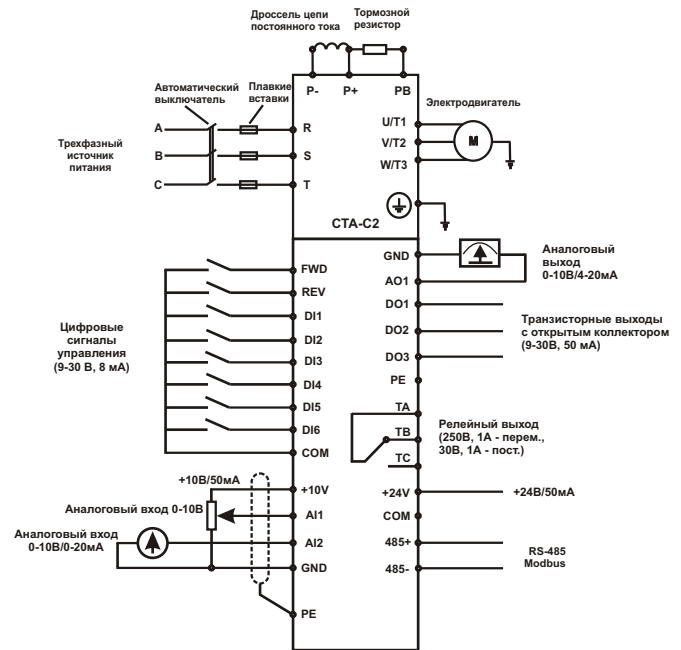 Дроссель цепи
постоянного тока
Тормозной
резистор
P-
P+
PB
Автоматический
выключатель
Плавкие
вставки
Электродвигатель
Трехфазный
источник
питания
A
B
C
R
S
T
U/T1
V/T2
W/T3
M
CTA-C2
Цифровые
сигналы
управления
(9-30 В, 8 мА)
FWD
REV
DI1
DI2
DI3
DI4
DI5
DI6
COM
GND
AO1
DO1
DO2
DO3
PE
TA
TB
TC
Аналоговый
выход
0-10В/4-20мА
Транзисторные выходы
с открытым коллектором
(9-30В, 50 мА)
Релейный выход
(250В, 1А - перем.,
30В, 1А - пост.)
+10В/50мА
Аналоговый вход 0-10В
Аналоговый вход
0-10В/0-20мА
+10V
AI1
AI2
GND
PE
+24V
COM
485+
485-
+24В/50мА
RS-485
Modbus